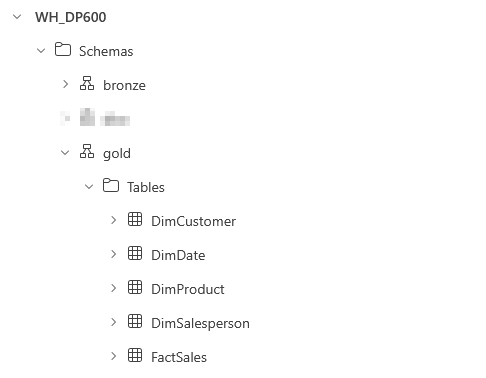 WH_DP600
Schemas
bronze
gold
Tables
DimCustomer
DimDate
DimProduct
DimSalesperson
FactSales